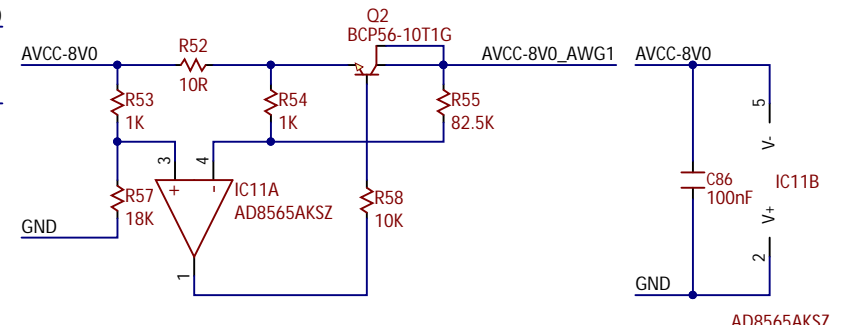 Q2
BCP56-10T1G
AVCC-8V0
R52
10R
AVCC-8V0_AWG1
AVCC-8V0
R53
1K
R54
1K
R55
82.5K
5
V-
3
4
+
-
IC11A
AD8565AKSZ
R57
18K
R58
10K
C86
100nF
IC11B
V+
GND
2
1
GND
AD8565AKSZ